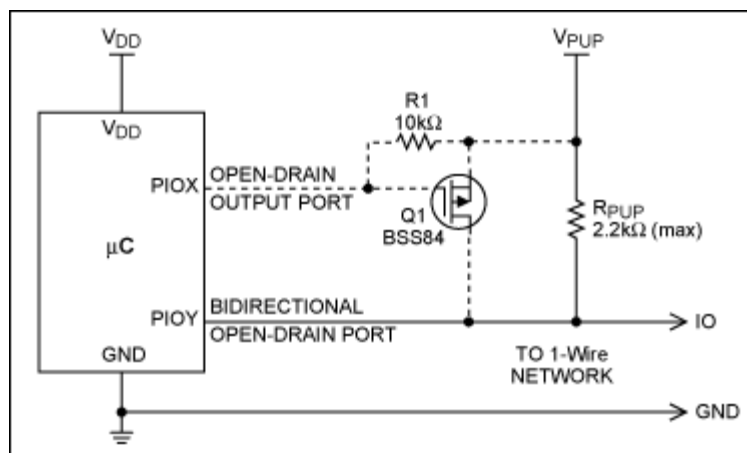 VDD
VPUP
R1
10kΩ
VDD
PIOX
OPEN-DRAIN
OUTPUT PORT
Q1
BSS84
RPUP
2.2kΩ (max)
μC
PIOY
BIDIRECTIONAL
OPEN-DRAIN PORT
IO
GND
TO 1-Wire
NETWORK
GND